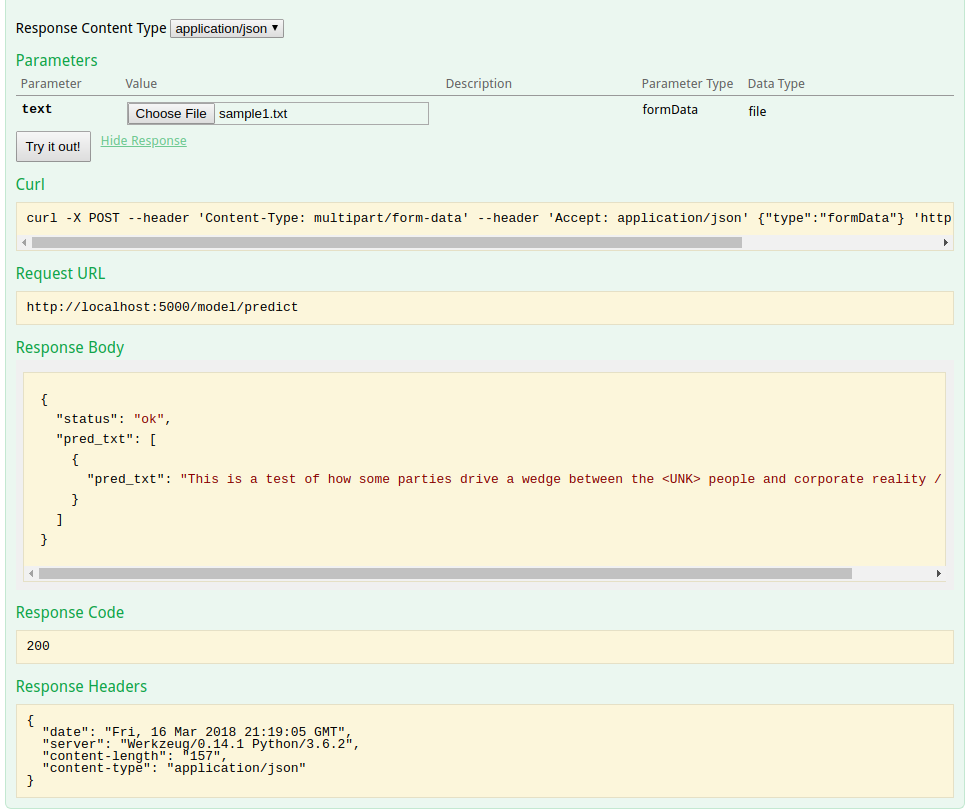 Response Content Type application/json
Parameters
Parameter Value Description Parameter Type Data Type
text Choose File sample1.txt formData file
Try it out! Hide Response
Curl
curl -X POST --header 'Content-Type: multipart/form-data' --header 'Accept: application/json' {"type":"formData"} 'http
Request URL
http://localhost:5000/model/predict
Response Body
{
  "status": "ok",
  "pred_txt": [
    {
      "pred_txt": "This is a test of how some parties drive a wedge between the <UNK> people and corporate reality /
    }
  ]
}
Response Code
200
Response Headers
{
  "date": "Fri, 16 Mar 2018 21:19:05 GMT",
  "server": "Werkzeug/0.14.1 Python/3.6.2",
  "content-length": "157",
  "content-type": "application/json"
}